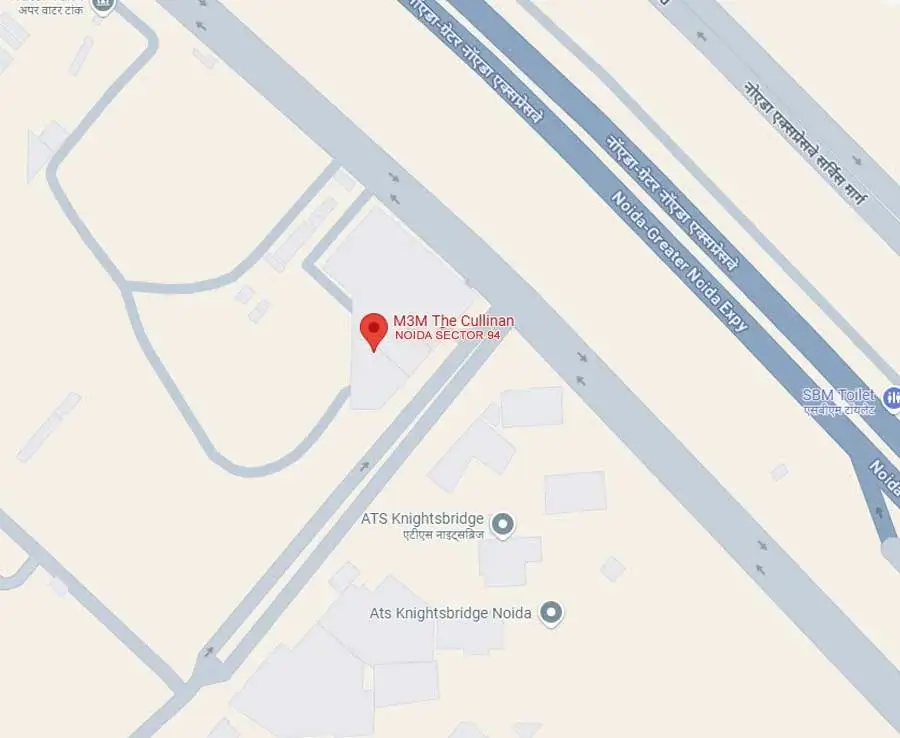 अपर वाटर टांक
नॉएडा-ग्रेटर नॉएडा एक्सप्रेसवे
नॉएडा-ग्रेटर नॉएडा एक्सप्रेसवे
Noida-Greater Noida Expy
नोएडा एक्सप्रेसवे सर्विस मार्ग
M3M The Cullinan
NOIDA SECTOR 94
SBM Toilet
एसबीएम टॉयलेट
Noida
ATS Knightsbridge
एटीएस नाइट्सब्रिज
Ats Knightsbridge Noida